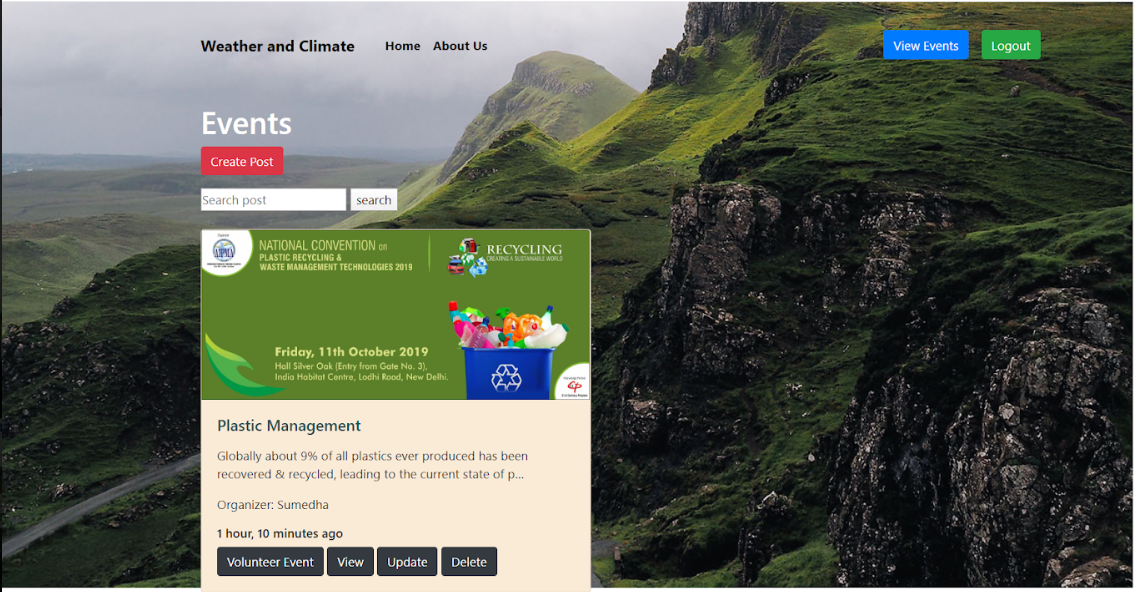 Weather and Climate
Home
About Us
View Events
Logout
Events
Create Post
Search post
search
NATIONAL CONVENTION on
PLASTIC RECYCLING &
WASTE MANAGEMENT TECHNOLOGIES 2019
RECYCLING
CREATING A SUSTAINABLE WORLD
Friday, 11th October 2019
Hall Silver Oak (Entry from Gate No. 3),
India Habitat Centre, Lodhi Road, New Delhi.
Plastic Management
Globally about 9% of all plastics ever produced has been
recovered & recycled, leading to the current state of p...
Organizer: Sumedha
1 hour, 10 minutes ago
Volunteer Event
View
Update
Delete